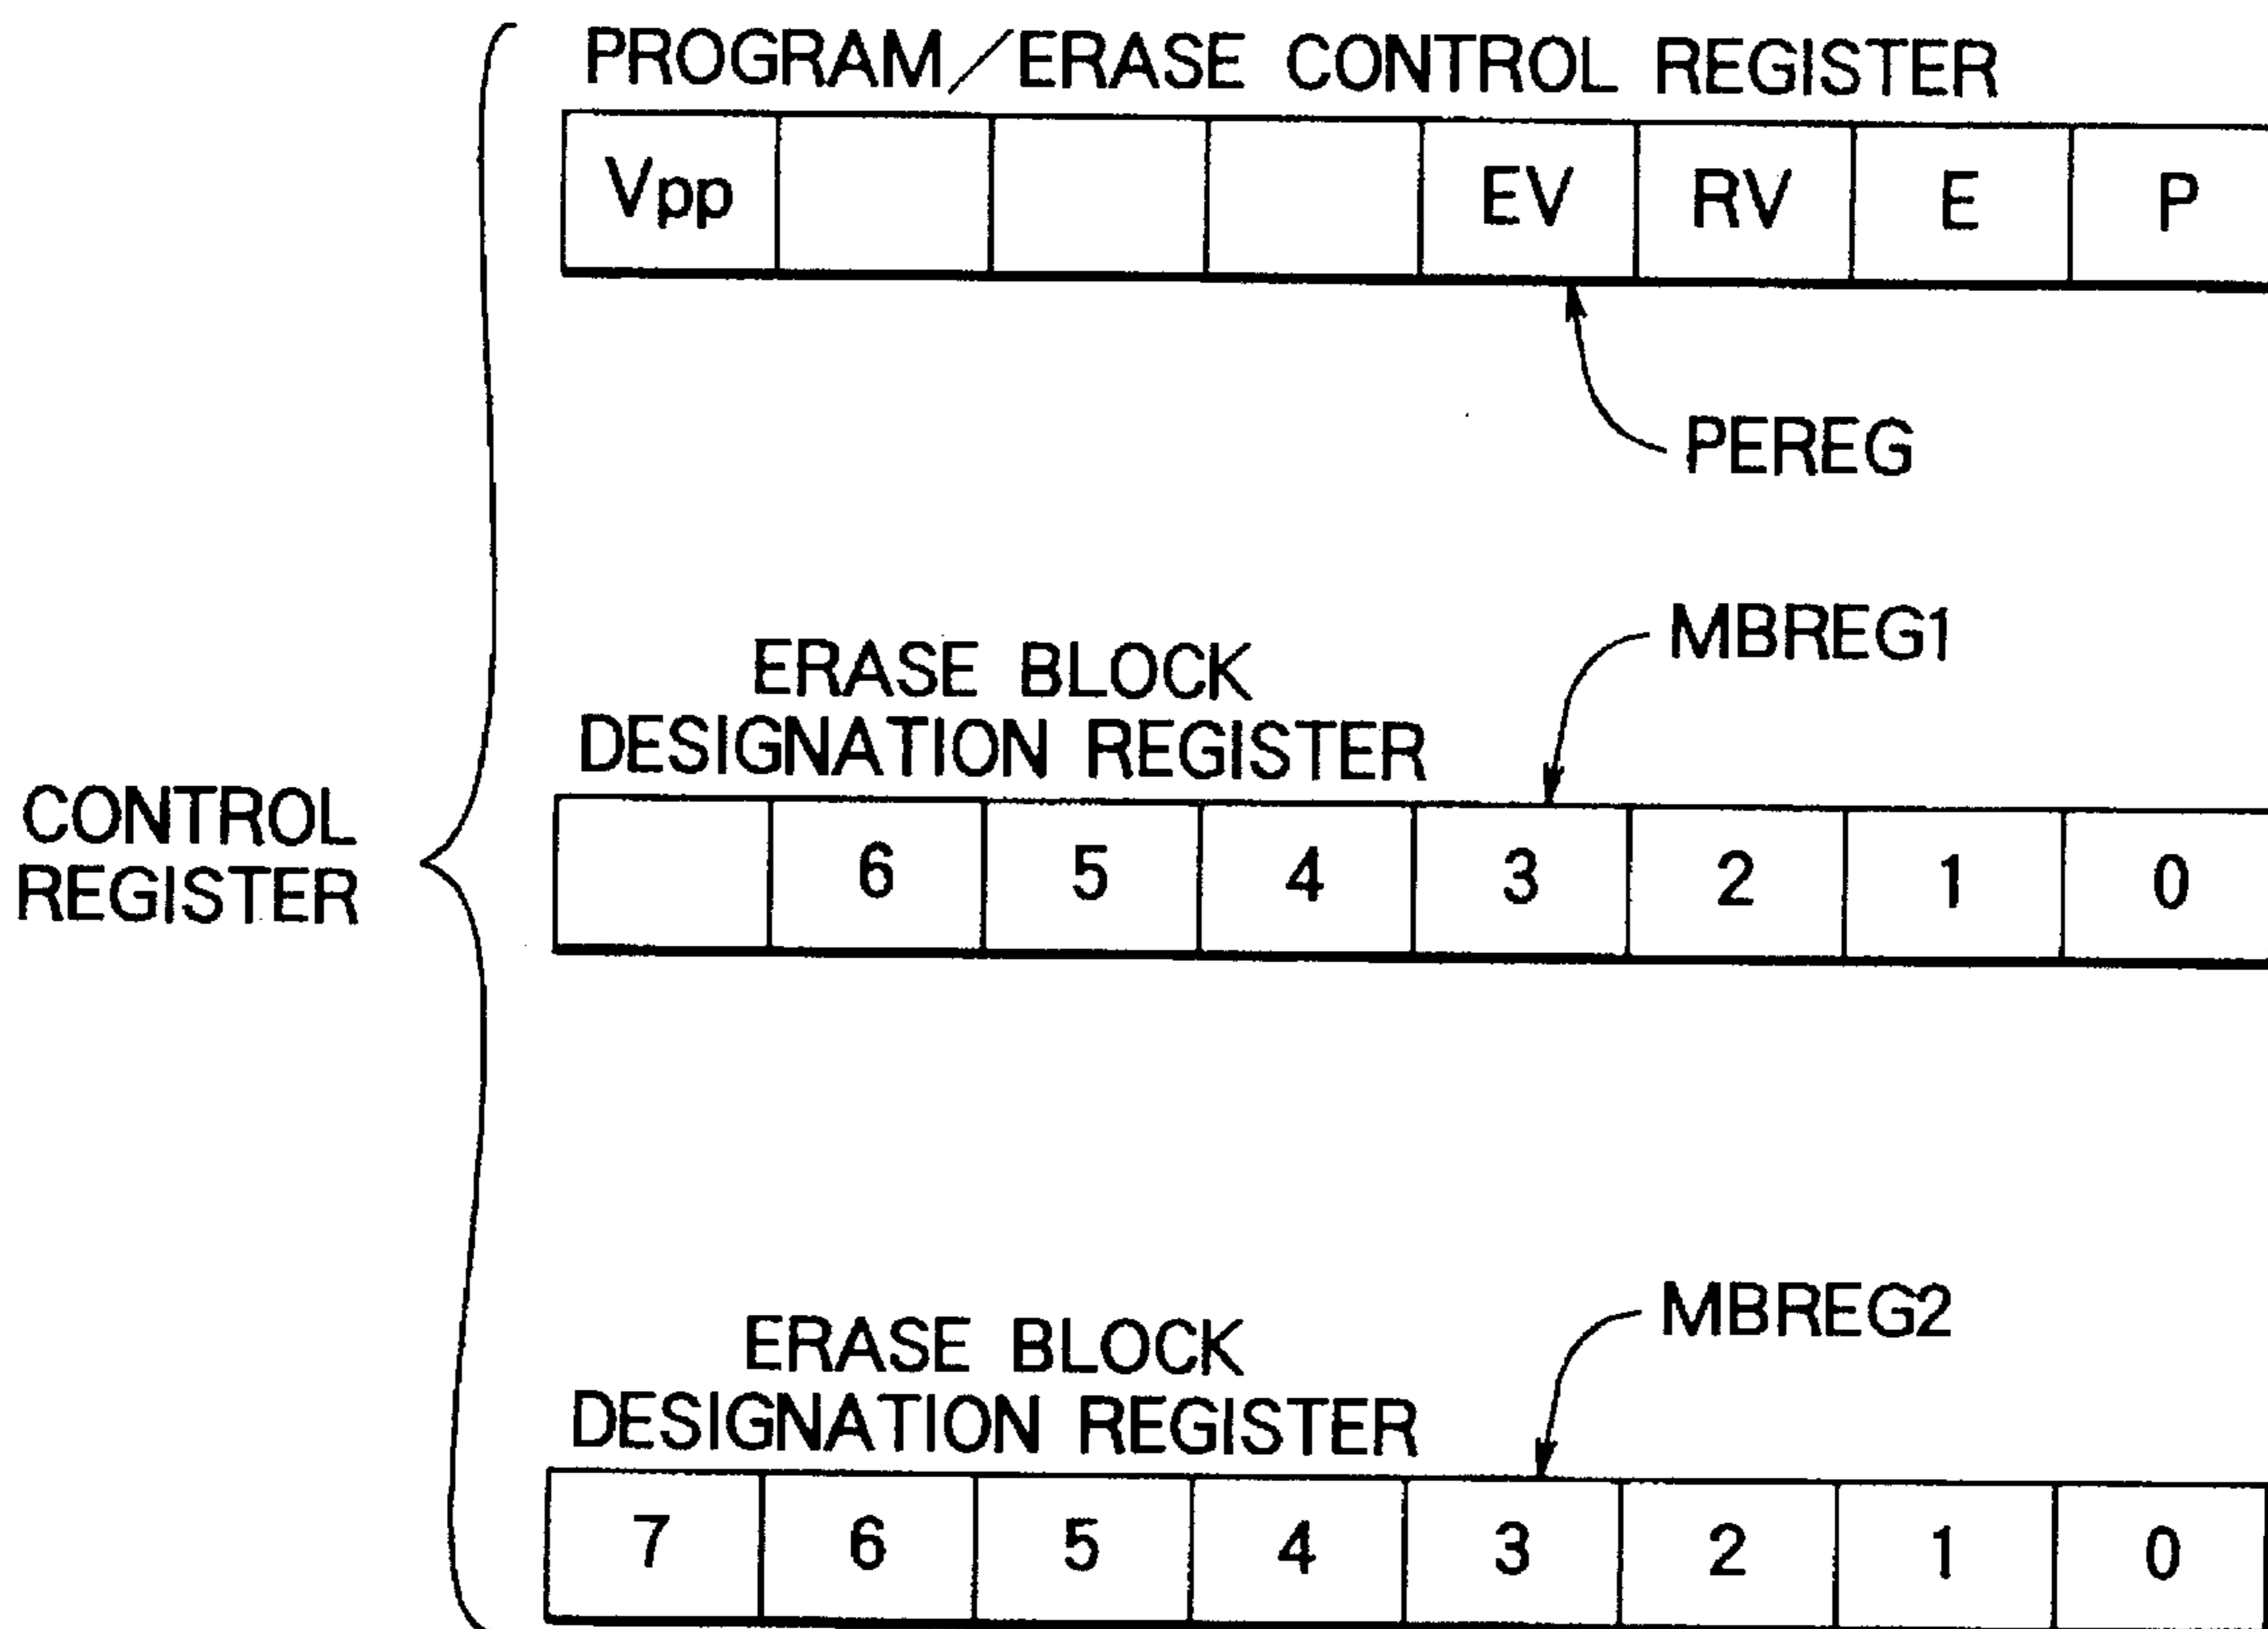 PROGRAM/ERASE CONTROL REGISTER
Vpp EV RV E P
PEREG
MBREG1
ERASE BLOCK
DESIGNATION REGISTER
CONTROL
REGISTER
6 5 4 3 2 1 0
MBREG2
ERASE BLOCK
DESIGNATION REGISTER
7 6 5 4 3 2 1 0